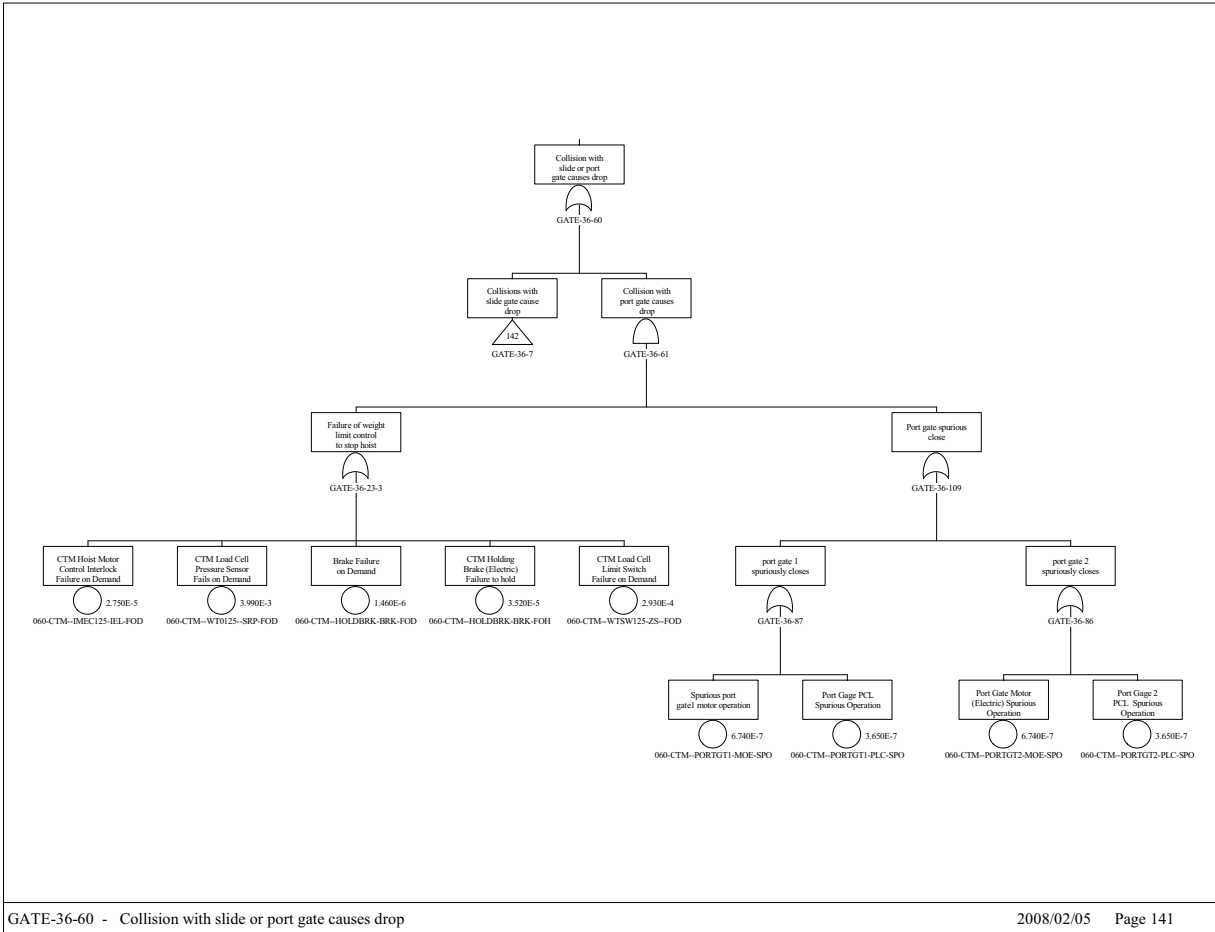 Collision with
slide or port
gate causes drop
GATE-36-60
Collisions with
slide gate cause
drop
142
GATE-36-7
Collision with
port gate causes
drop
GATE-36-61
Failure of weight
limit control
to stop hoist
GATE-36-23-3
Port gate spurious
close
GATE-36-109
CTM Hoist Motor
Control Interlock
Failure on Demand
2.750E-5
060-CTM--IMEC125-IEL-FOD
CTM Load Cell
Pressure Sensor
Fails on Demand
3.990E-3
060-CTM--WT0125--SRP-FOD
Brake Failure
on Demand
1.460E-6
060-CTM--HOLDBRK-BRK-FOD
CTM Holding
Brake (Electric)
Failure to hold
3.520E-5
060-CTM--HOLDBRK-BRK-FOH
CTM Load Cell
Limit Switch
Failure on Demand
2.930E-4
060-CTM--WTSW125-ZS--FOD
port gate 1
spuriously closes
GATE-36-87
port gate 2
spuriously closes
GATE-36-86
Spurious port
gate1 motor operation
6.740E-7
060-CTM--PORTGT1-MOE-SPO
Port Gage PCL
Spurious Operation
3.650E-7
060-CTM--PORTGT1-PLC-SPO
Port Gate Motor
(Electric) Spurious
Operation
6.740E-7
060-CTM--PORTGT2-MOE-SPO
Port Gage 2
PCL  Spurious
Operation
3.650E-7
060-CTM--PORTGT2-PLC-SPO
GATE-36-60 - Collision with slide or port gate causes drop
2008/02/05 Page 141